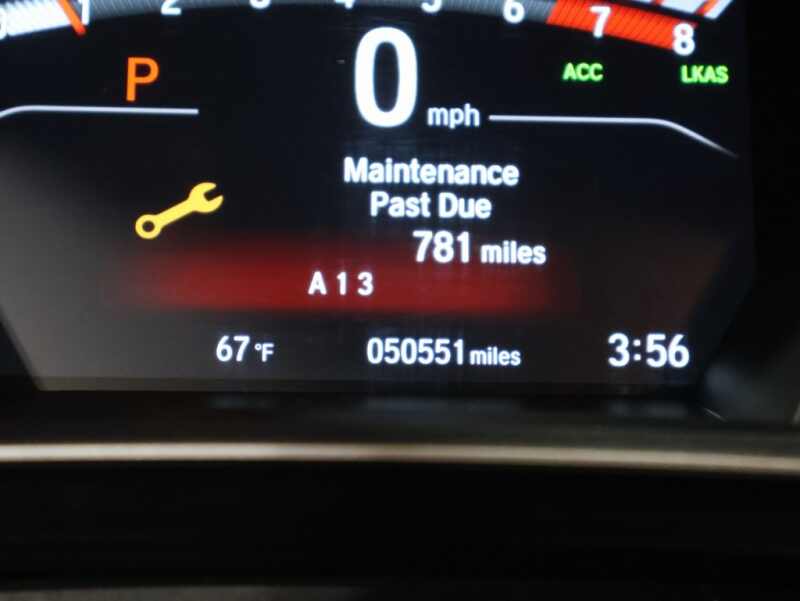 1 2 3 4 5 6 7 8
P
0 mph
ACC LKAS
Maintenance
Past Due
781 miles
A 1 3
67 °F 050551 miles 3:56